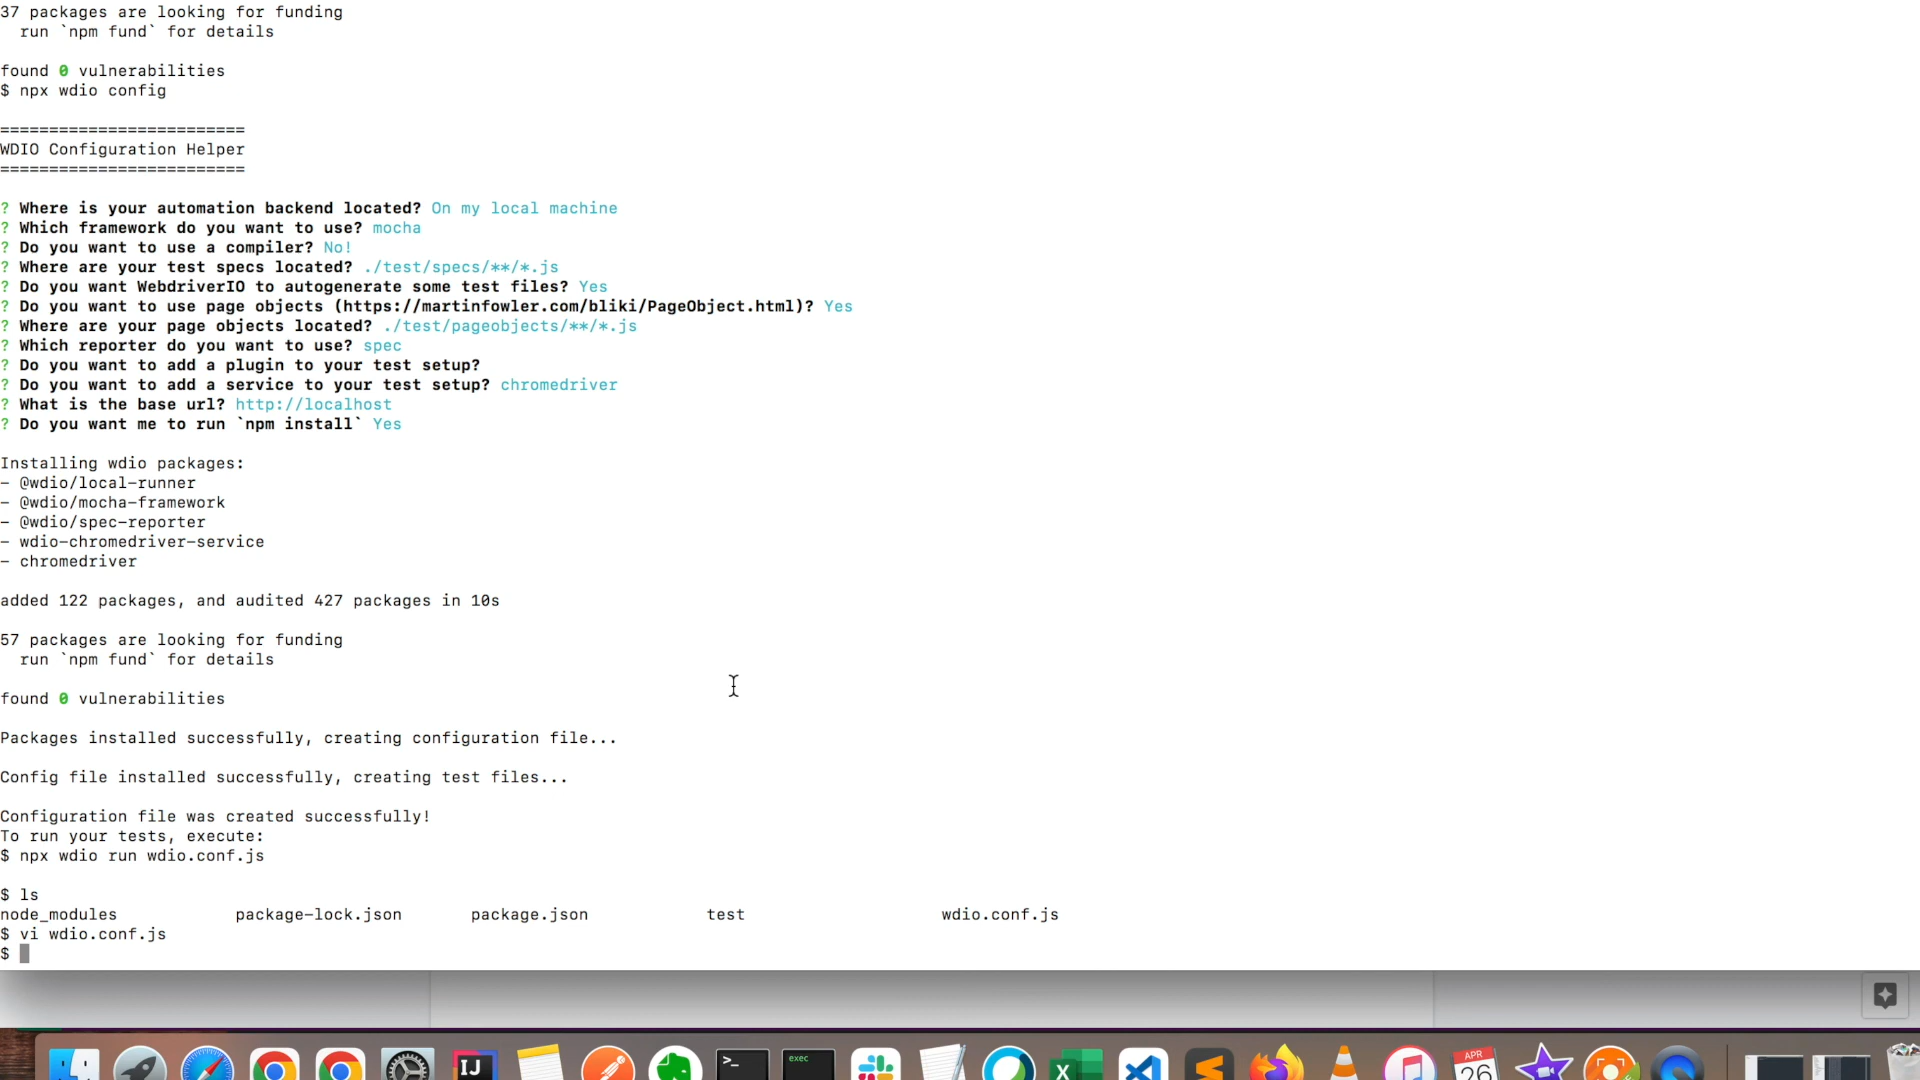 37 packages are looking for funding
  run `npm fund` for details
found 0 vulnerabilities
$ npx wdio config
=========================
WDIO Configuration Helper
=========================
? Where is your automation backend located? On my local machine
? Which framework do you want to use? mocha
? Do you want to use a compiler? No!
? Where are your test specs located? ./test/specs/**/*.js
? Do you want WebdriverIO to autogenerate some test files? Yes
? Do you want to use page objects (https://martinfowler.com/bliki/PageObject.html)? Yes
? Where are your page objects located? ./test/pageobjects/**/*.js
? Which reporter do you want to use? spec
? Do you want to add a plugin to your test setup?
? Do you want to add a service to your test setup? chromedriver
? What is the base url? http://localhost
? Do you want me to run `npm install` Yes
Installing wdio packages:
- @wdio/local-runner
- @wdio/mocha-framework
- @wdio/spec-reporter
- wdio-chromedriver-service
- chromedriver
added 122 packages, and audited 427 packages in 10s
57 packages are looking for funding
  run `npm fund` for details
found 0 vulnerabilities
Packages installed successfully, creating configuration file...
Config file installed successfully, creating test files...
Configuration file was created successfully!
To run your tests, execute:
$ npx wdio run wdio.conf.js
$ ls
node_modules package-lock.json package.json test wdio.conf.js
$ vi wdio.conf.js
$
IJ >_ exec X APR 26